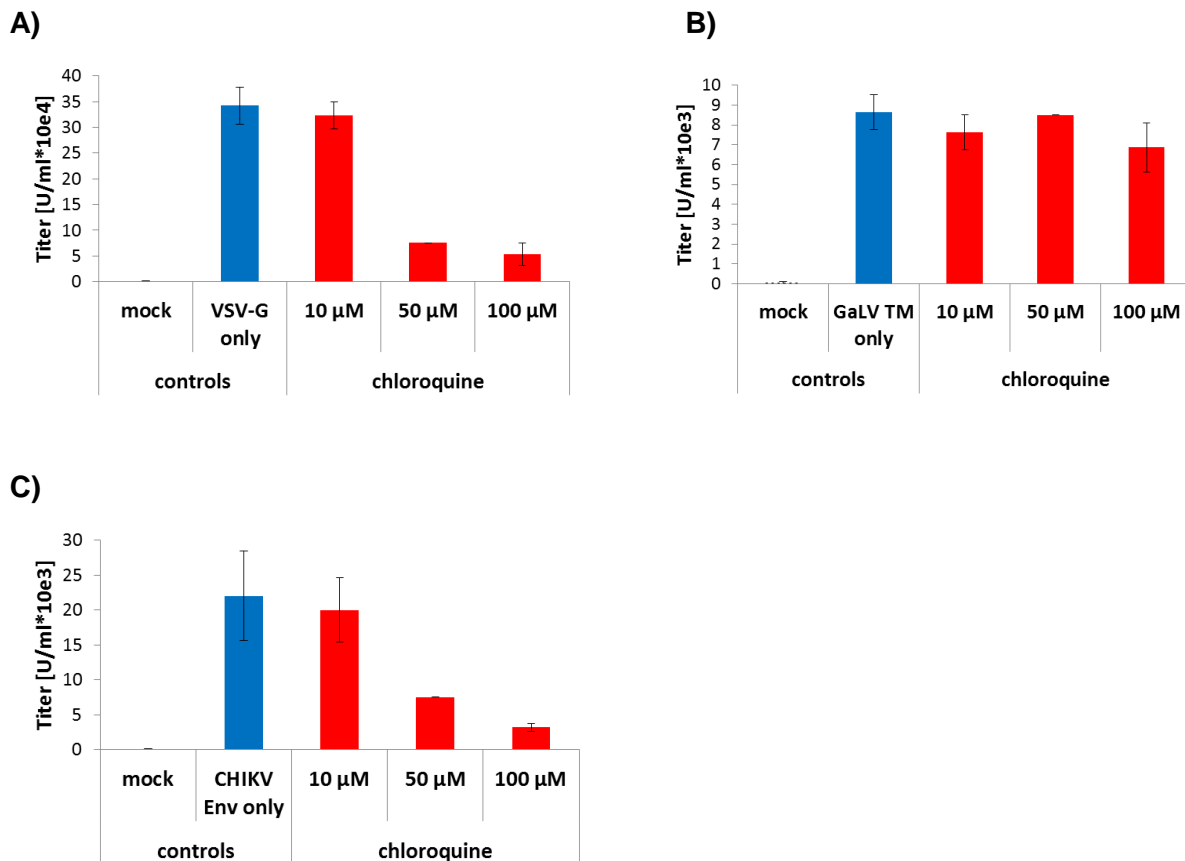 A)
Titer [U/ml*10e4]
40
35
30
25
20
15
10
5
0
mock
VSV-G
only
10 µM
50 µM
100 µM
controls
chloroquine
B)
Titer [U/ml*10e3]
10
9
8
7
6
5
4
3
2
1
0
mock
GaLV TM
only
10 µM
50 µM
100 µM
controls
chloroquine
C)
Titer [U/ml*10e3]
30
25
20
15
10
5
0
mock
CHIKV
Env only
10 µM
50 µM
100 µM
controls
chloroquine